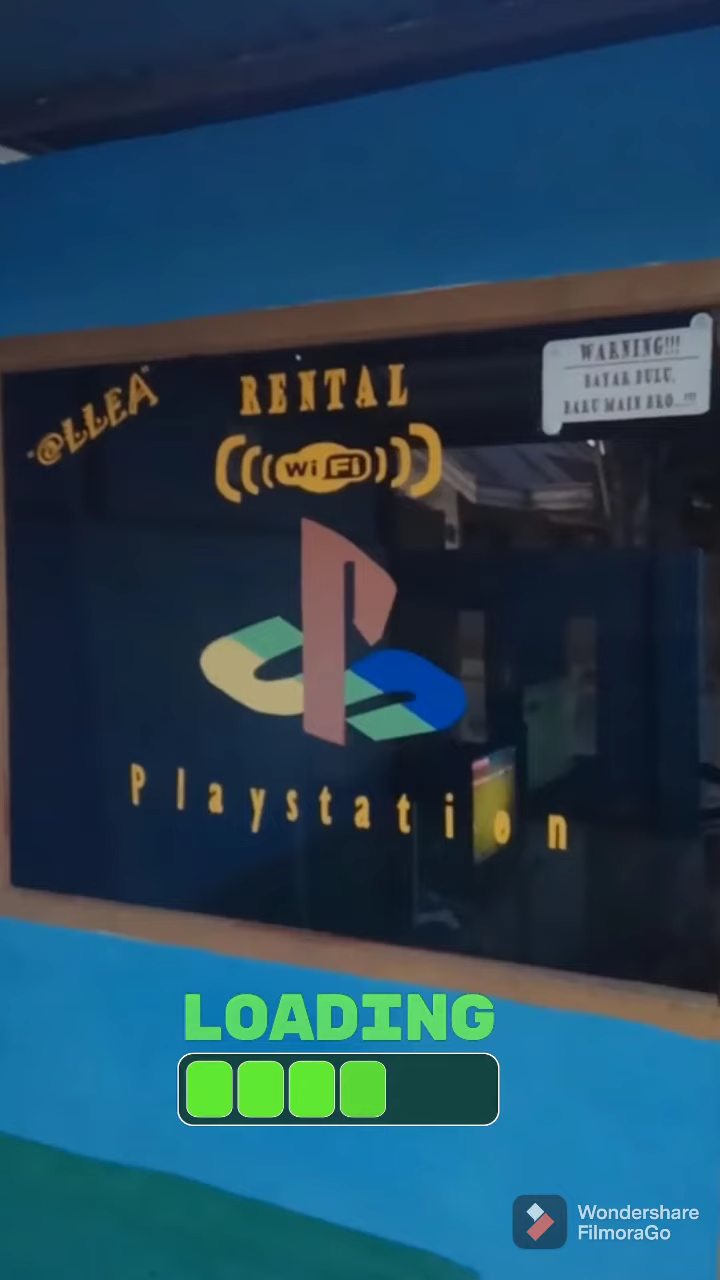 "@LLEA"
RENTAL
WiFi
WARNING!!!
BAYAR DULU,
BARU MAIN BRO...!!!
Playstation
LOADING
Wondershare
FilmoraGo